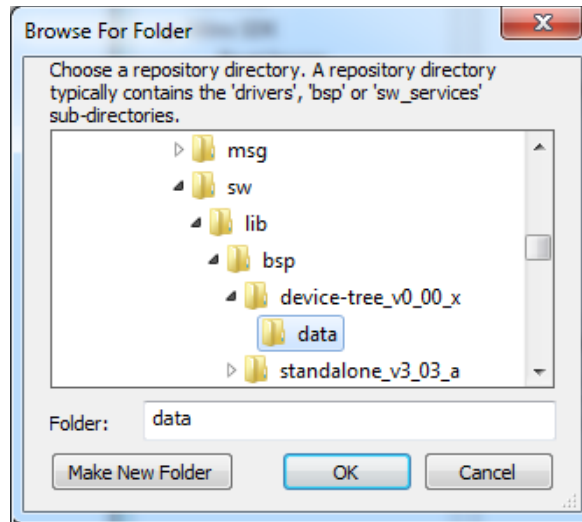 Browse For Folder
Choose a repository directory. A repository directory
typically contains the 'drivers', 'bsp' or 'sw_services'
sub-directories.
msg
sw
lib
bsp
device-tree_v0_00_x
data
standalone_v3_03_a
Folder:
data
Make New Folder
OK
Cancel